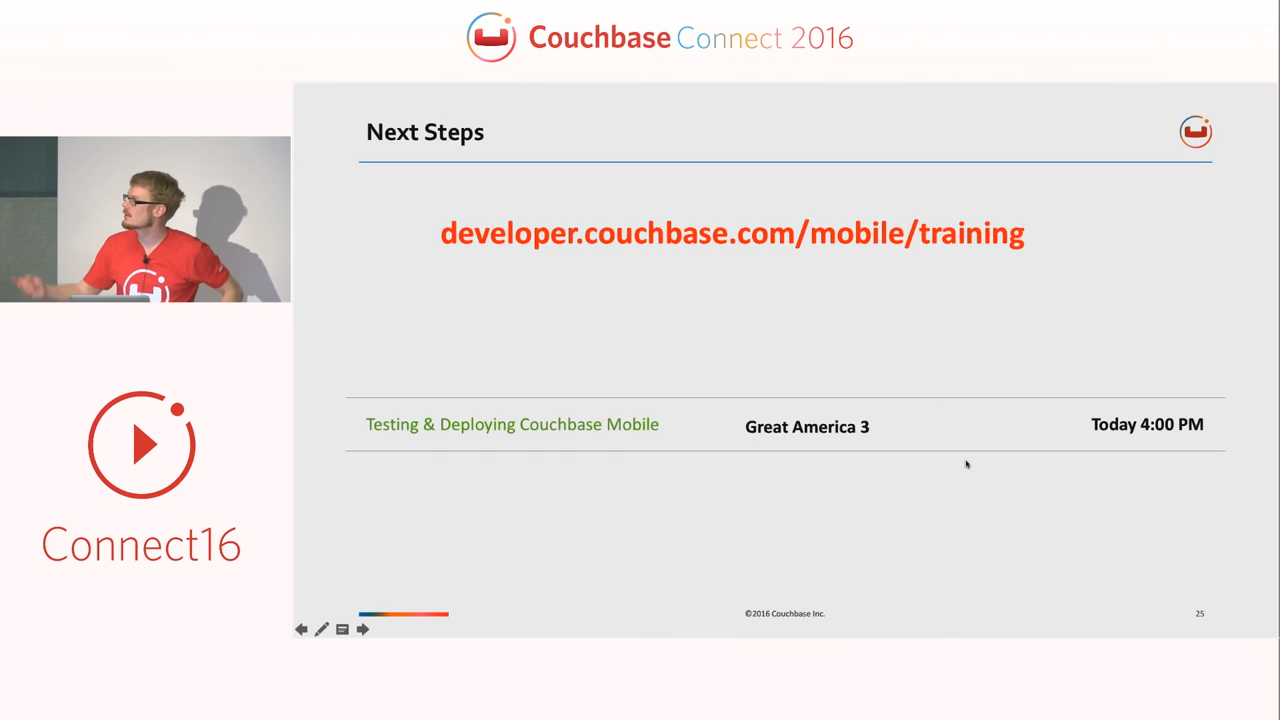 Couchbase Connect 2016
Next Steps
developer.couchbase.com/mobile/training
Testing & Deploying Couchbase Mobile Great America 3 Today 4:00 PM
Connect16
©2016 Couchbase Inc. 25